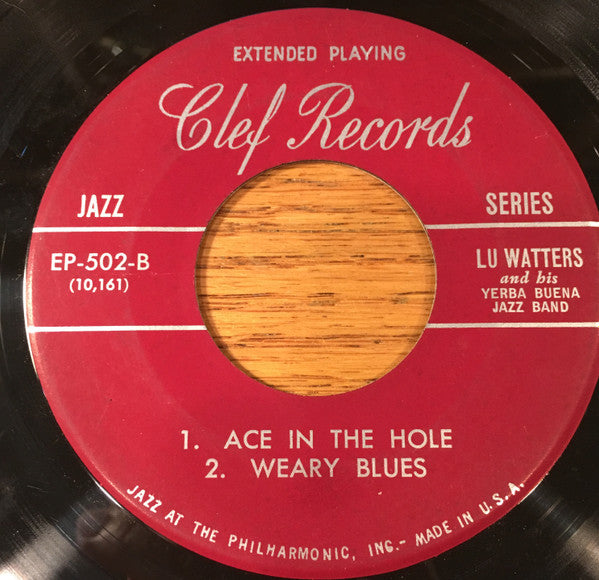 EXTENDED PLAYING
Clef Records
JAZZ
SERIES
EP-502-B
(10,161)
LU WATTERS
and his
YERBA BUENA
JAZZ BAND
1. ACE IN THE HOLE
2. WEARY BLUES
JAZZ AT THE PHILHARMONIC, INC.- MADE IN U.S.A.